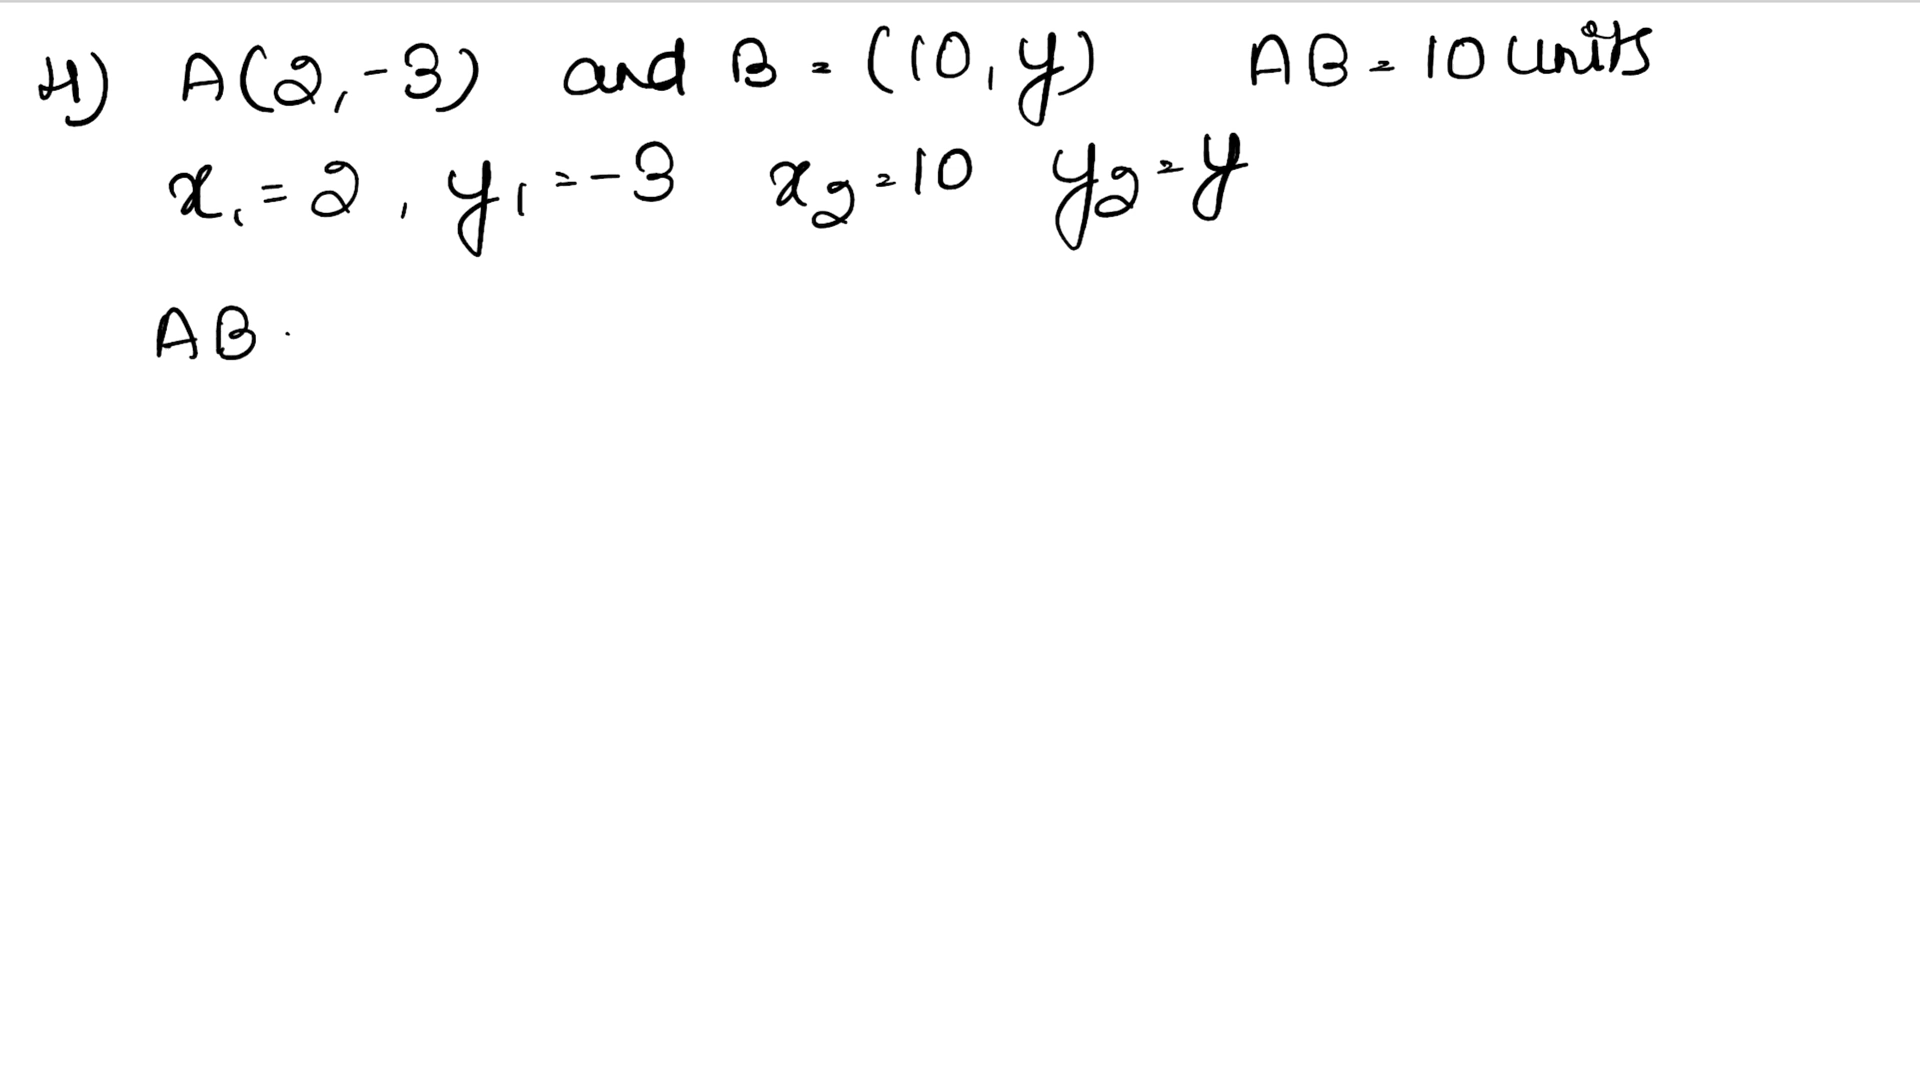 4) A(2,-3) and B = (10, y) AB = 10 units
x₁ = 2, y₁ = -3 x₂ = 10 y₂ = y
AB